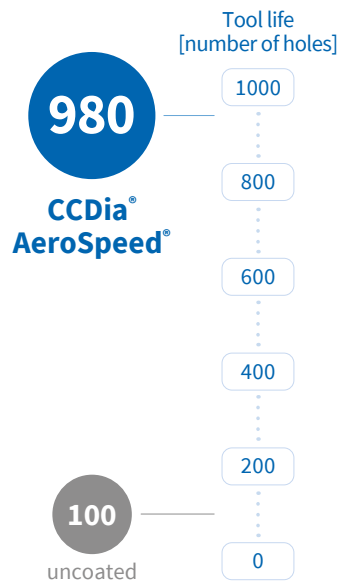 Tool life
[number of holes]
1000
980
CCDia®
AeroSpeed®
800
600
400
200
100
uncoated
0